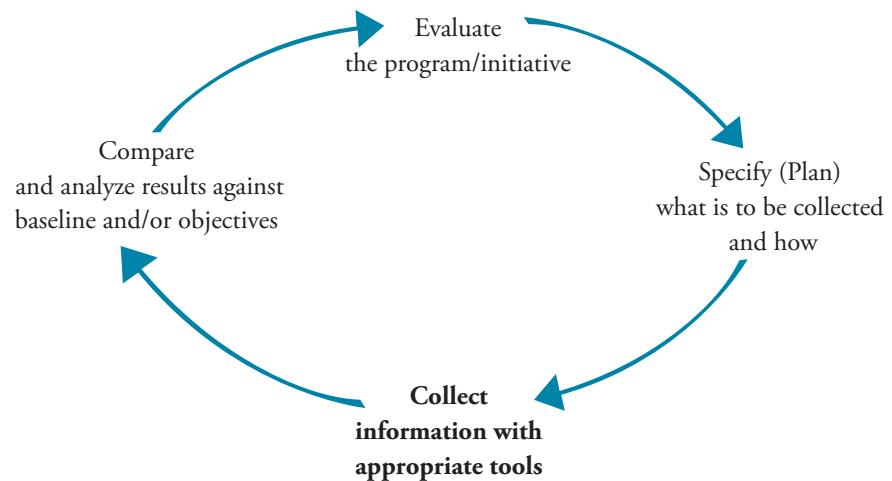 Evaluate
the program/initiative
Specify (Plan)
what is to be collected
and how
Collect
information with
appropriate tools
Compare
and analyze results against
baseline and/or objectives